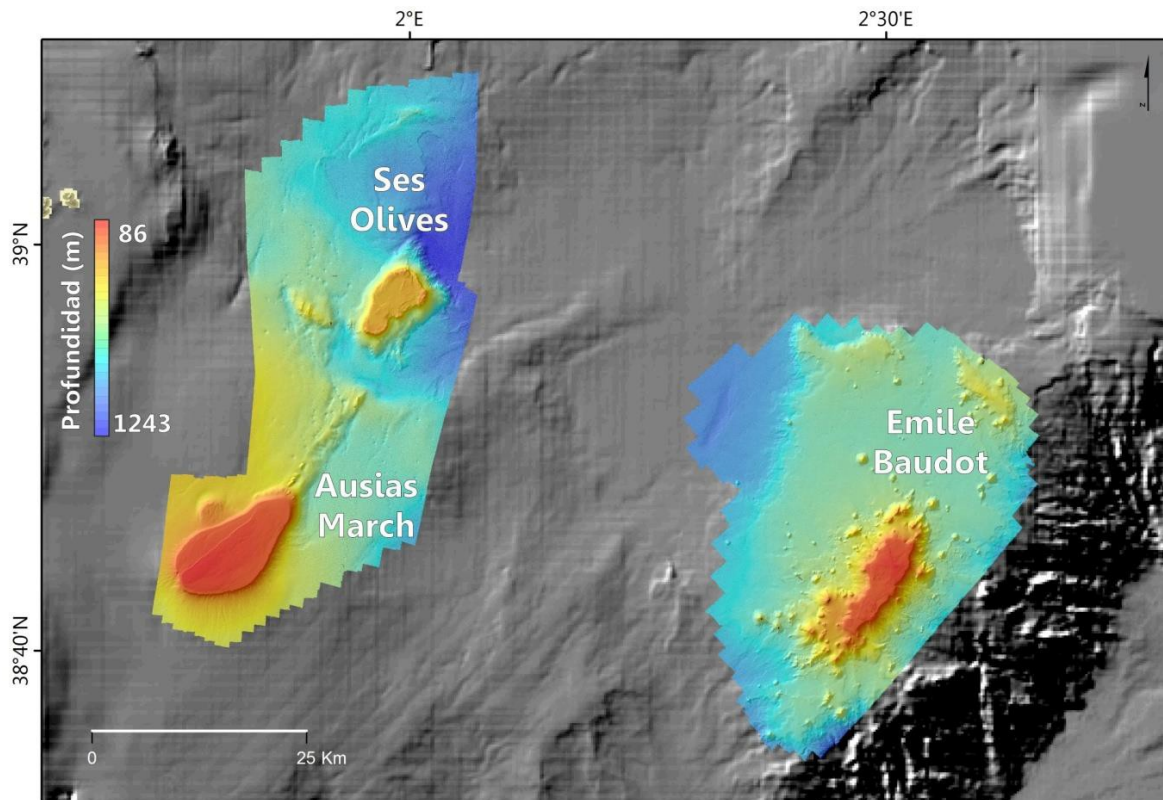 2°E
2°30'E
z
Ses
Olives
39°N
86
Profundidad (m)
1243
Emile
Baudot
Ausias
March
38°40'N
0
25 Km